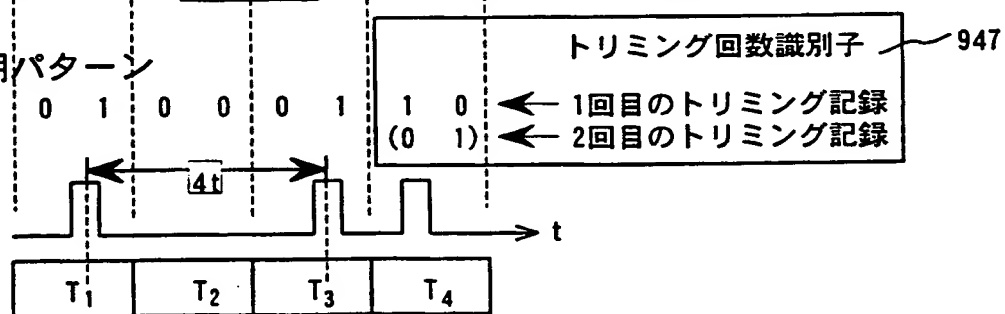 トリミング回数識別子 947
用パターン
0 1 0 0 0 1 1 0 ← 1回目のトリミング記録
(0 1) ← 2回目のトリミング記録
4t
t
T1 T2 T3 T4